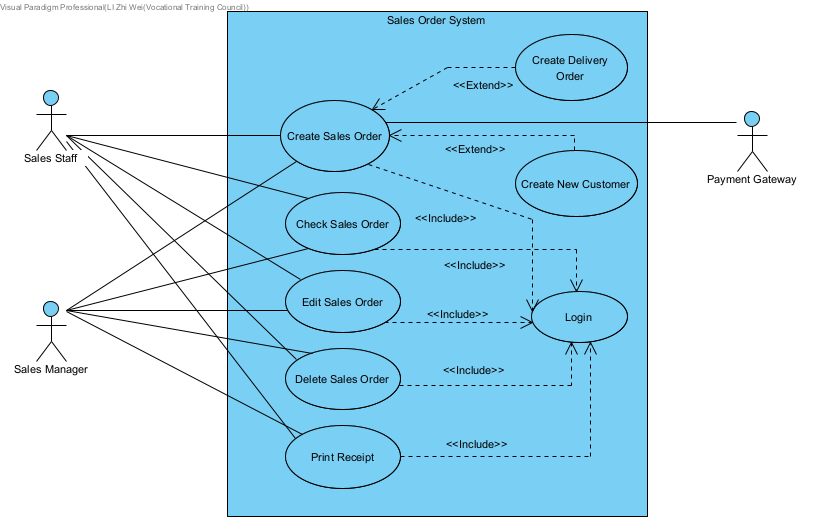 Visual Paradigm Professional(LI Zhi Wei(Vocational Training Council))
Sales Order System
Create Delivery
Order
<<Extend>>
Create Sales Order
Sales Staff
<<Extend>>
Payment Gateway
Create New Customer
Check Sales Order
<<Include>>
<<Include>>
Edit Sales Order
<<Include>>
Login
Sales Manager
Delete Sales Order
<<Include>>
<<Include>>
Print Receipt